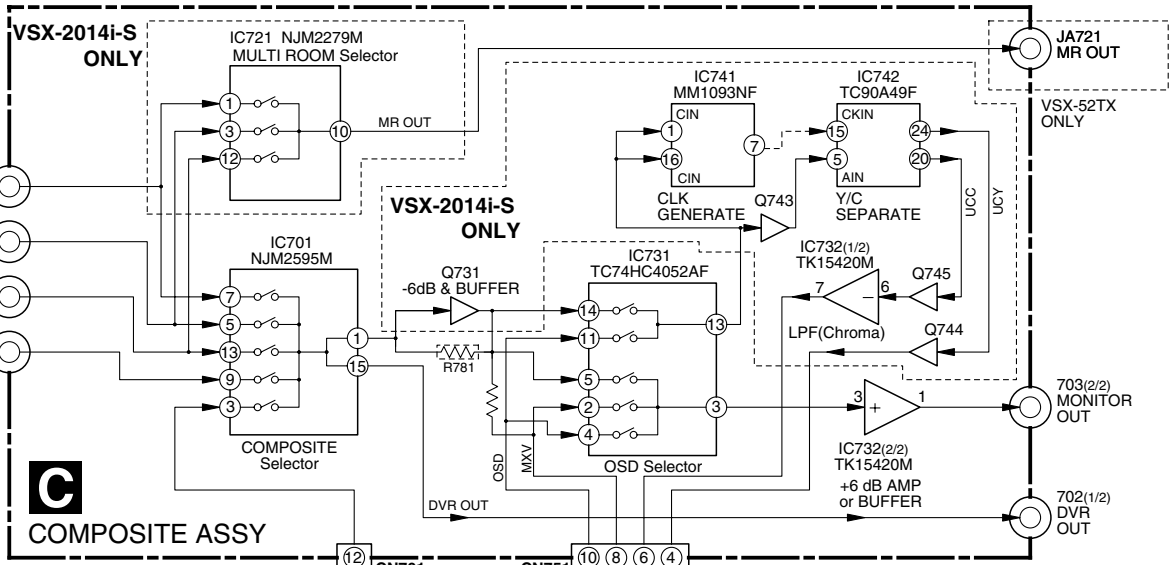 VSX-2014i-S
ONLY
IC721 NJM2279M
MULTI ROOM Selector
1
3
12
10
MR OUT
JA721
MR OUT
VSX-52TX
ONLY
IC741
MM1093NF
CIN
1
16
CIN
7
CLK
GENERATE
Q743
IC742
TC90A49F
CKIN
15
5
AIN
24
20
Y/C
SEPARATE
UCC
UCY
VSX-2014i-S
ONLY
IC701
NJM2595M
7
5
13
9
3
1
15
COMPOSITE
Selector
Q731
-6dB & BUFFER
R781
OSD
MXV
IC731
TC74HC4052AF
14
11
5
2
4
13
3
OSD Selector
IC732(1/2)
TK15420M
7
6
−
Q745
LPF(Chroma)
Q744
3
+
1
IC732(2/2)
TK15420M
+6 dB AMP
or BUFFER
703(2/2)
MONITOR
OUT
702(1/2)
DVR
OUT
DVR OUT
C
COMPOSITE ASSY
12
10
8
6
4